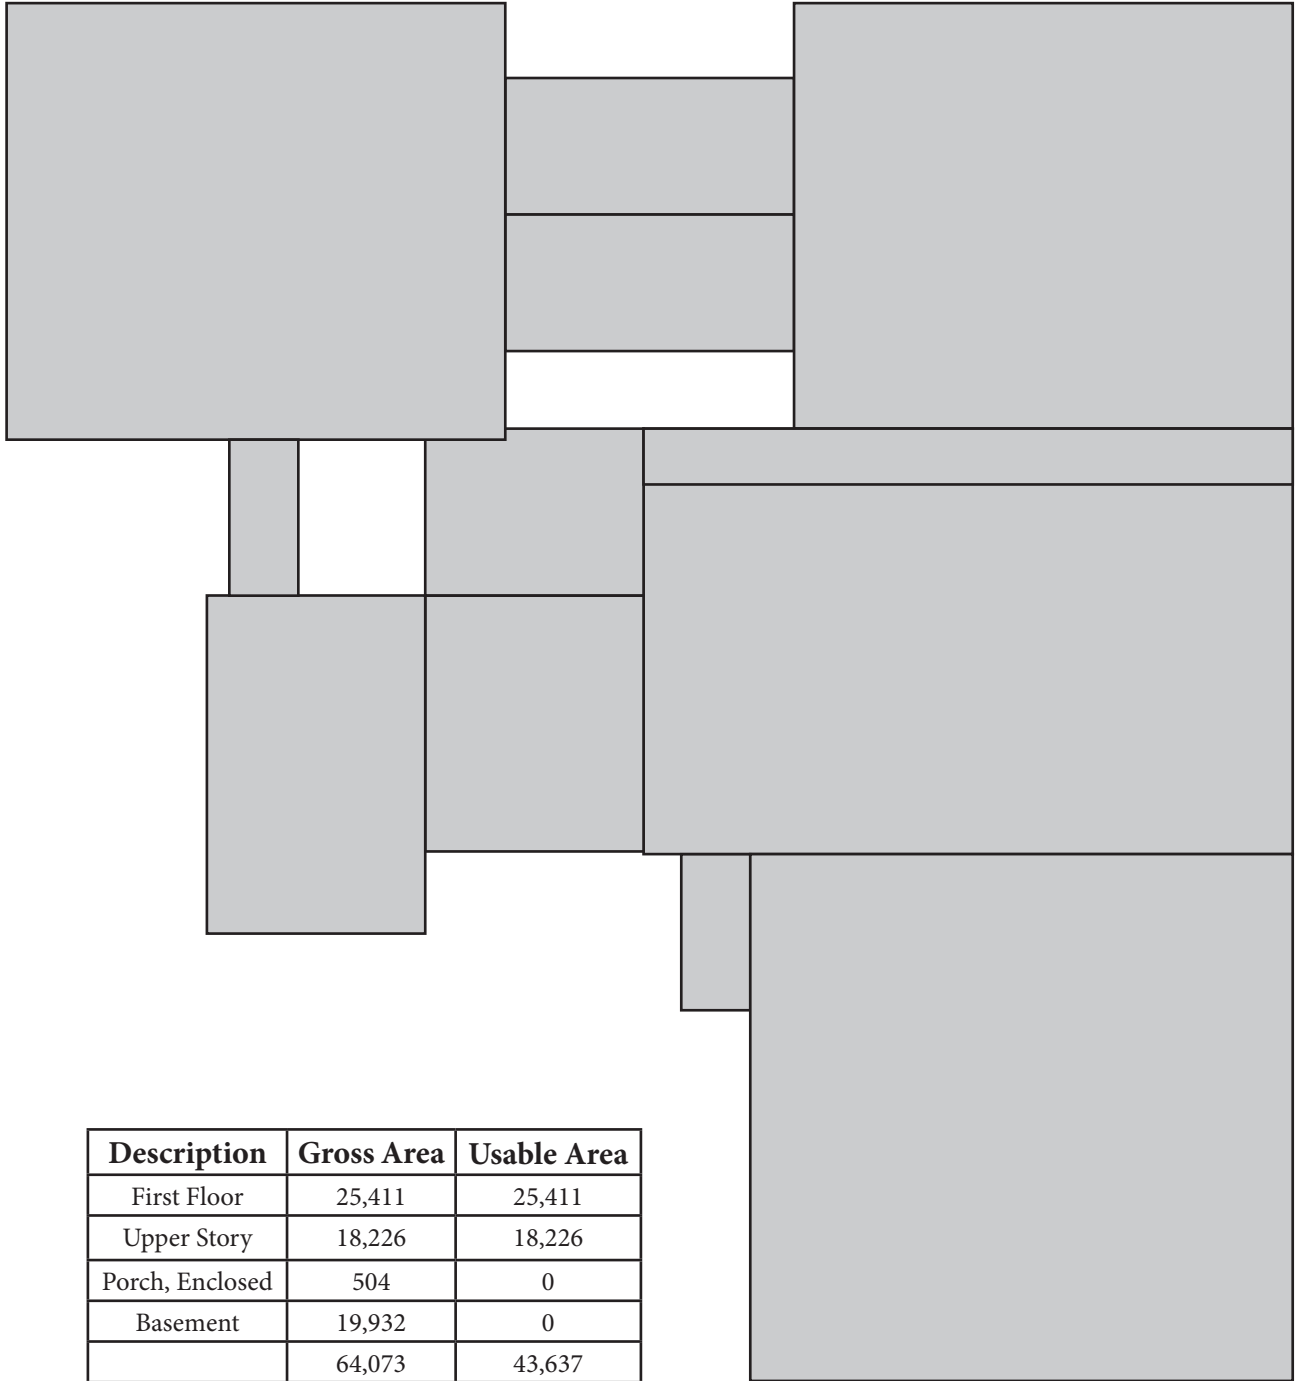 Description Gross Area Usable Area
First Floor 25,411 25,411
Upper Story 18,226 18,226
Porch, Enclosed 504 0
Basement 19,932 0
64,073 43,637